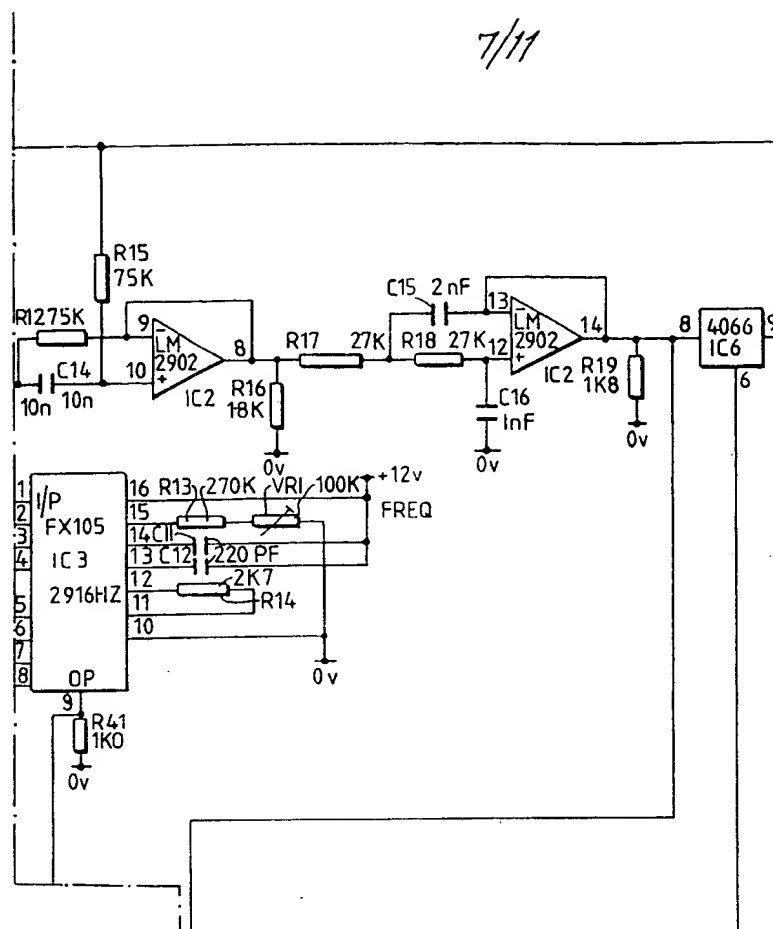 7/11
R15
75K
R12 75K
C14
10n
10n
9
10
LM
2902
+
8
IC2
R16
18K
0v
R17
27K
C15
2nF
R18
27K
13
12
LM
2902
+
14
IC2
C16
1nF
0v
R19
1K8
0v
8
4066
IC6
9
6
1
2
3
4
5
6
7
8
I/P
FX105
IC3
2916HZ
OP
9
16
15
14
13
12
11
10
R13
270K
VR1
100K
+12v
FREQ
C11
C12
220 PF
2K7
R14
0v
R41
1K0
0v